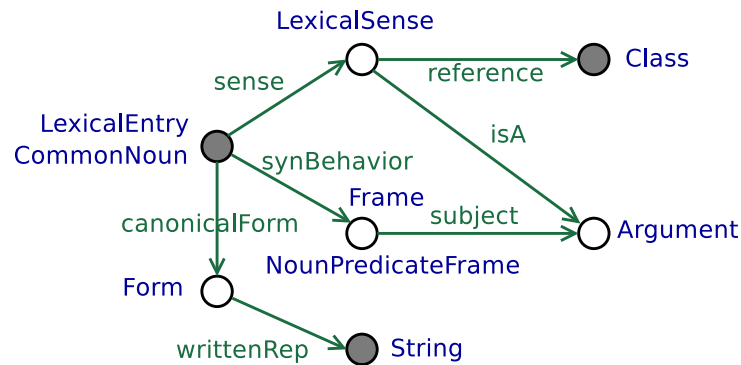 LexicalSense
reference
Class
sense
LexicalEntry
CommonNoun
isA
synBehavior
Frame
canonicalForm
subject
Argument
NounPredicateFrame
Form
writtenRep
String